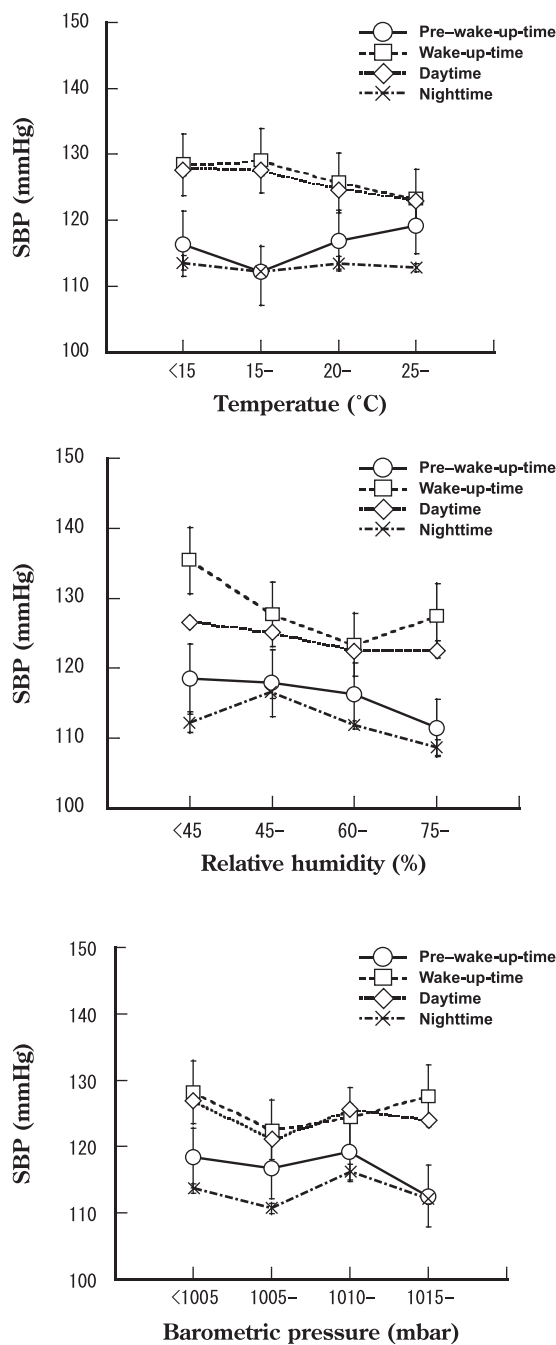 150
Pre–wake-up-time
Wake-up-time
Daytime
Nighttime
140
130
120
110
100
SBP (mmHg)
<15 15- 20- 25-
Temperatue (˚C)
150
Pre–wake-up-time
Wake-up-time
Daytime
Nighttime
140
130
120
110
100
SBP (mmHg)
<45 45- 60- 75-
Relative humidity (%)
150
Pre–wake-up-time
Wake-up-time
Daytime
Nighttime
140
130
120
110
100
SBP (mmHg)
<1005 1005- 1010- 1015-
Barometric pressure (mbar)